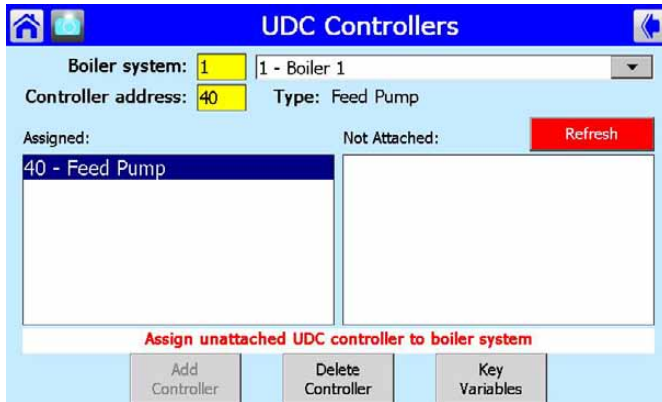 UDC Controllers
Boiler system: 1 1 - Boiler 1
Controller address: 40 Type: Feed Pump
Assigned: Not Attached: Refresh
40 - Feed Pump
Assign unattached UDC controller to boiler system
Add Controller
Delete Controller
Key Variables